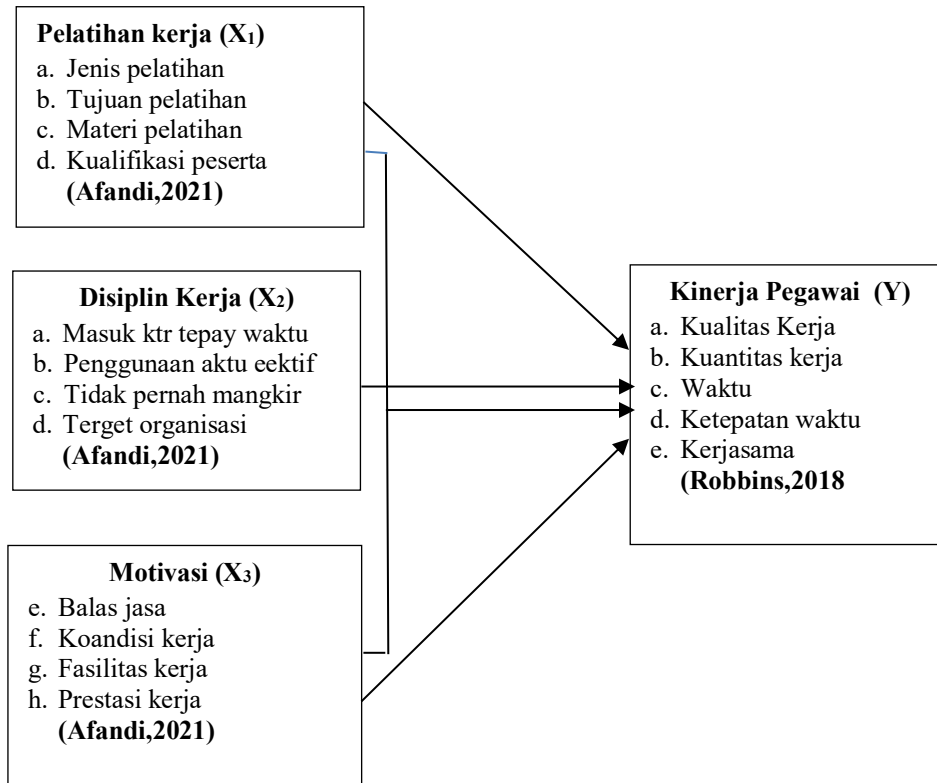 Pelatihan kerja (X₁)
a. Jenis pelatihan
b. Tujuan pelatihan
c. Materi pelatihan
d. Kualifikasi peserta
(Afandi,2021)
Disiplin Kerja (X₂)
a. Masuk ktr tepay waktu
b. Penggunaan aktu eektif
c. Tidak pernah mangkir
d. Terget organisasi
(Afandi,2021)
Motivasi (X₃)
e. Balas jasa
f. Koandisi kerja
g. Fasilitas kerja
h. Prestasi kerja
(Afandi,2021)
Kinerja Pegawai (Y)
a. Kualitas Kerja
b. Kuantitas kerja
c. Waktu
d. Ketepatan waktu
e. Kerjasama
(Robbins,2018